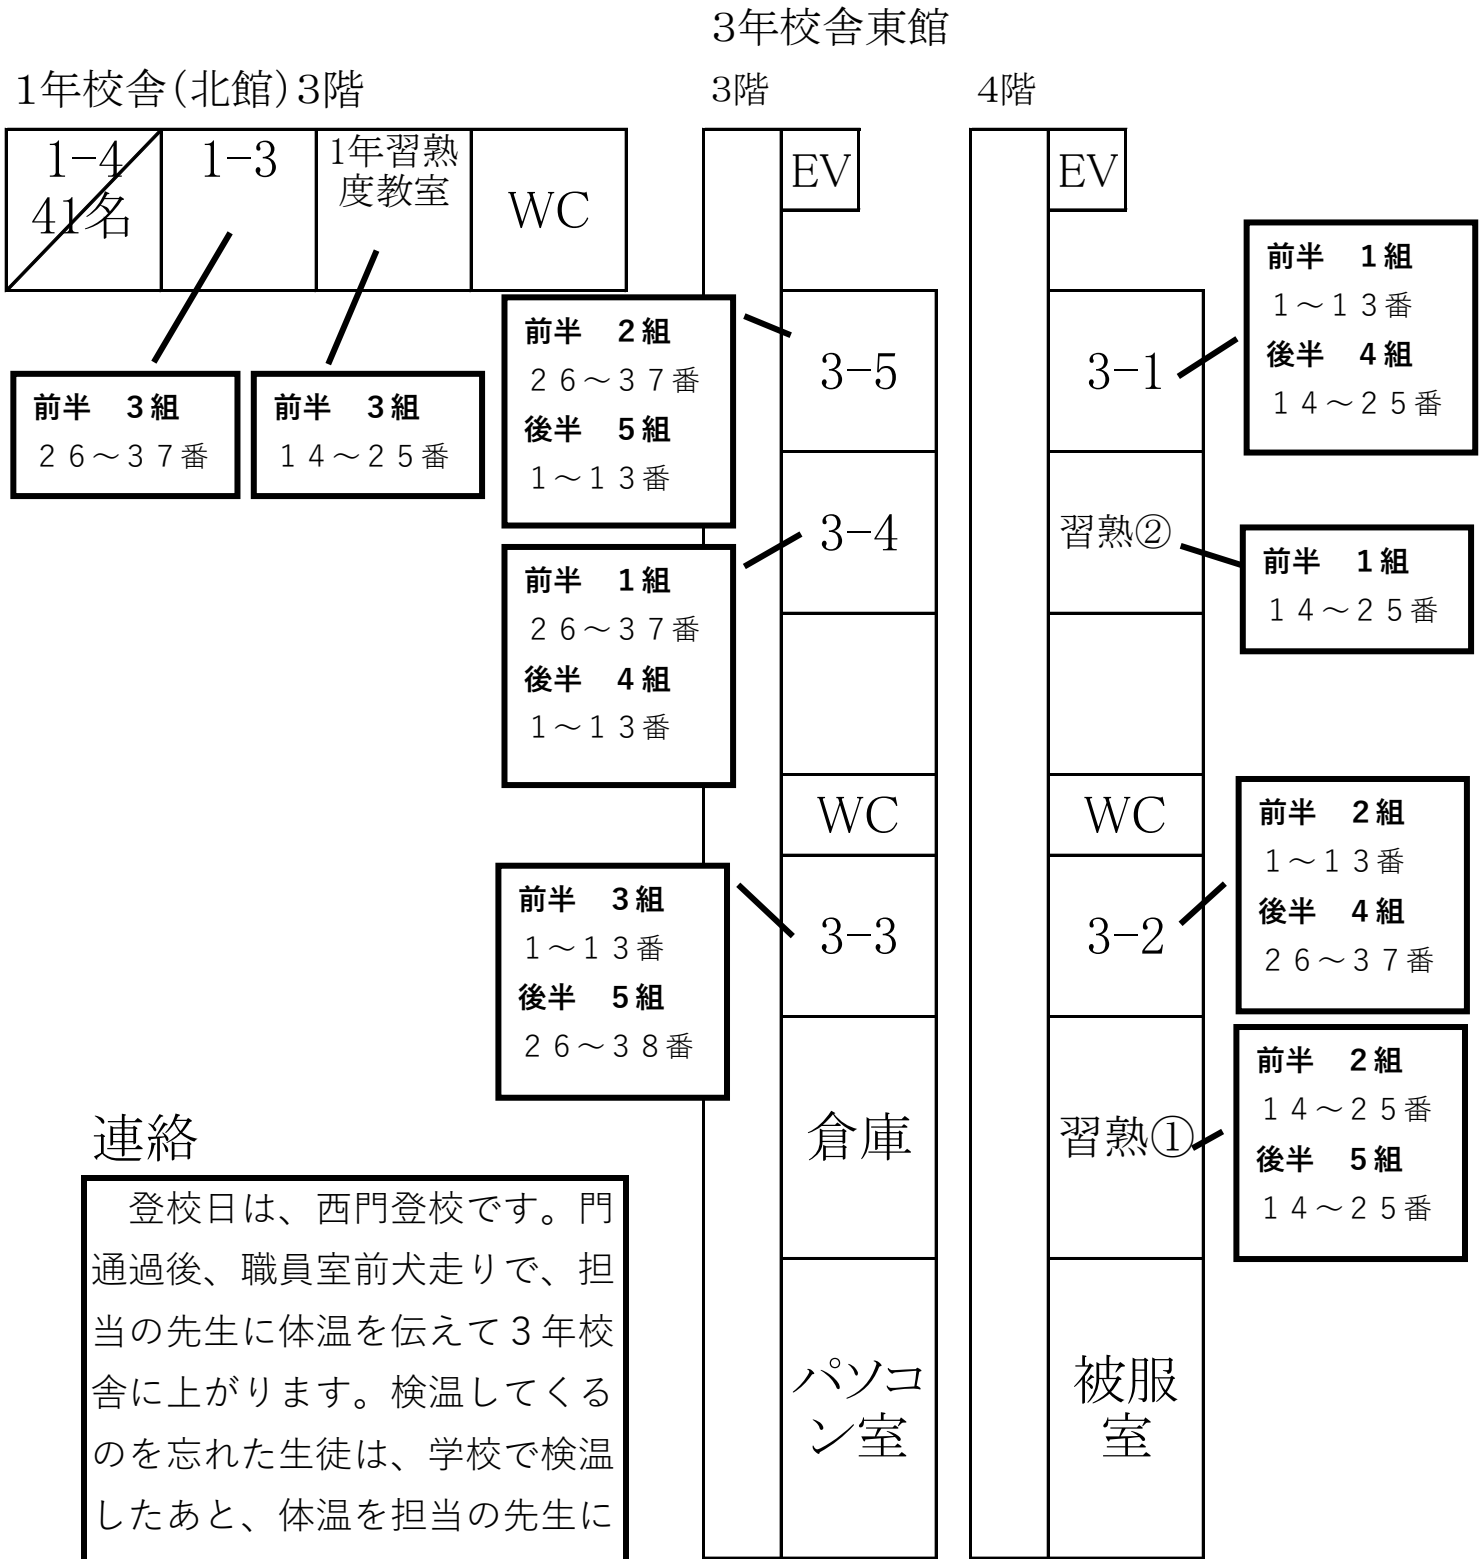 3年校舎東館
1年校舎(北館)3階
3階
4階
1-4
41名
1-3
1年習熟
度教室
WC
前半　3組
26～37番
前半　3組
14～25番
EV
3-5
3-4
WC
3-3
倉庫
パソコ
ン室
前半　2組
26～37番
後半　5組
1～13番
前半　1組
26～37番
後半　4組
1～13番
前半　3組
1～13番
後半　5組
26～38番
EV
3-1
習熟②
WC
3-2
習熟①
被服
室
前半　1組
1～13番
後半　4組
14～25番
前半　1組
14～25番
前半　2組
1～13番
後半　4組
26～37番
前半　2組
14～25番
後半　5組
14～25番
連絡
　登校日は、西門登校です。門
通過後、職員室前犬走りで、担
当の先生に体温を伝えて3年校
舎に上がります。検温してくる
のを忘れた生徒は、学校で検温
したあと、体温を担当の先生に